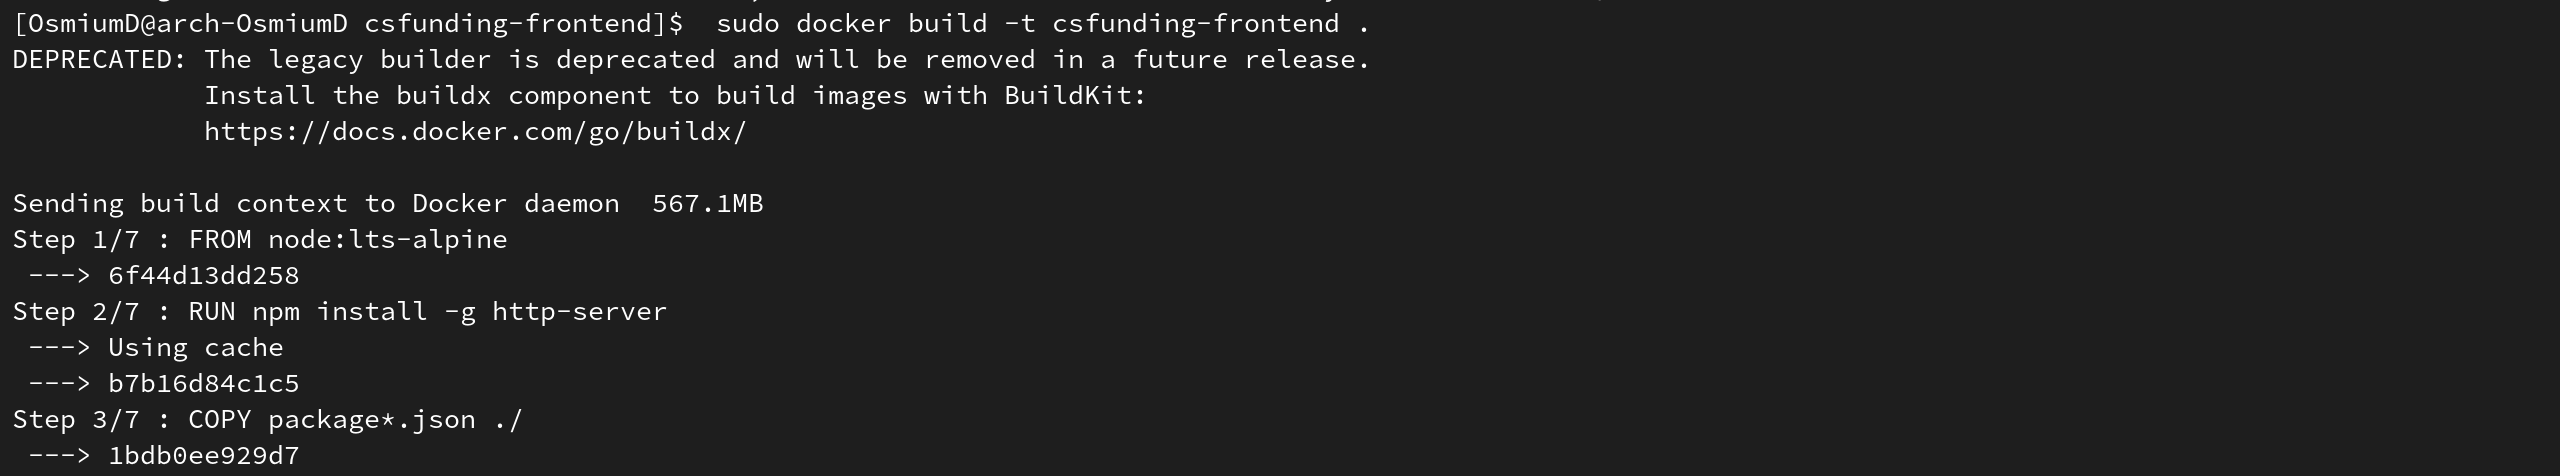 [OsmiumD@arch-OsmiumD csfunding-frontend]$  sudo docker build -t csfunding-frontend .
DEPRECATED: The legacy builder is deprecated and will be removed in a future release.
            Install the buildx component to build images with BuildKit:
            https://docs.docker.com/go/buildx/

Sending build context to Docker daemon  567.1MB
Step 1/7 : FROM node:lts-alpine
 ---> 6f44d13dd258
Step 2/7 : RUN npm install -g http-server
 ---> Using cache
 ---> b7b16d84c1c5
Step 3/7 : COPY package*.json ./
 ---> 1bdb0ee929d7